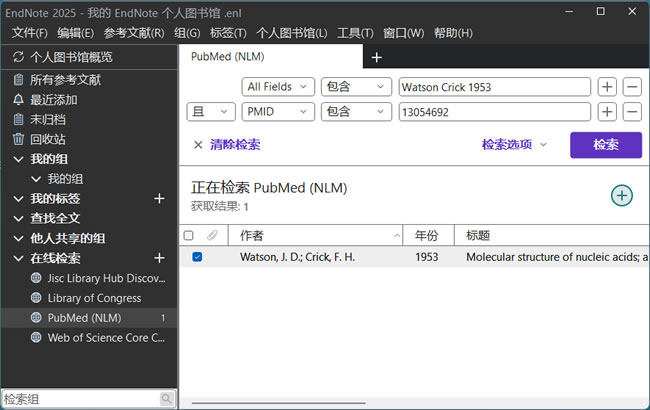 EndNote 2025 - 我的 EndNote 个人图书馆 .enl
文件(F) 编辑(E) 参考文献(R) 组(G) 标签(T) 个人图书馆(L) 工具(T) 窗口(W) 帮助(H)
个人图书馆概览
所有参考文献
最近添加
未归档
回收站
我的组
我的组
我的标签
查找全文
他人共享的组
在线检索
Jisc Library Hub Discov...
Library of Congress
PubMed (NLM) 1
Web of Science Core C...
检索组
PubMed (NLM)
All Fields 包含 Watson Crick 1953
且 PMID 包含 13054692
清除检索 检索选项 检索
正在检索 PubMed (NLM)
获取结果: 1
作者 年份 标题
Watson, J. D.; Crick, F. H. 1953 Molecular structure of nucleic acids; a